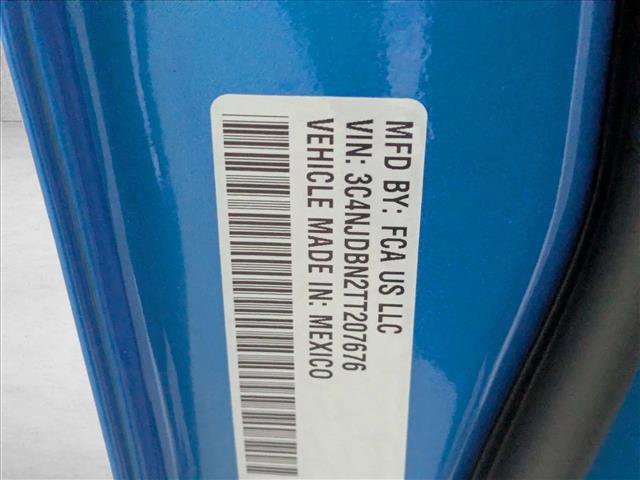 MFD BY: FCA US LLC
VIN: 3C4NJDBN2TT207676
VEHICLE MADE IN: MEXICO